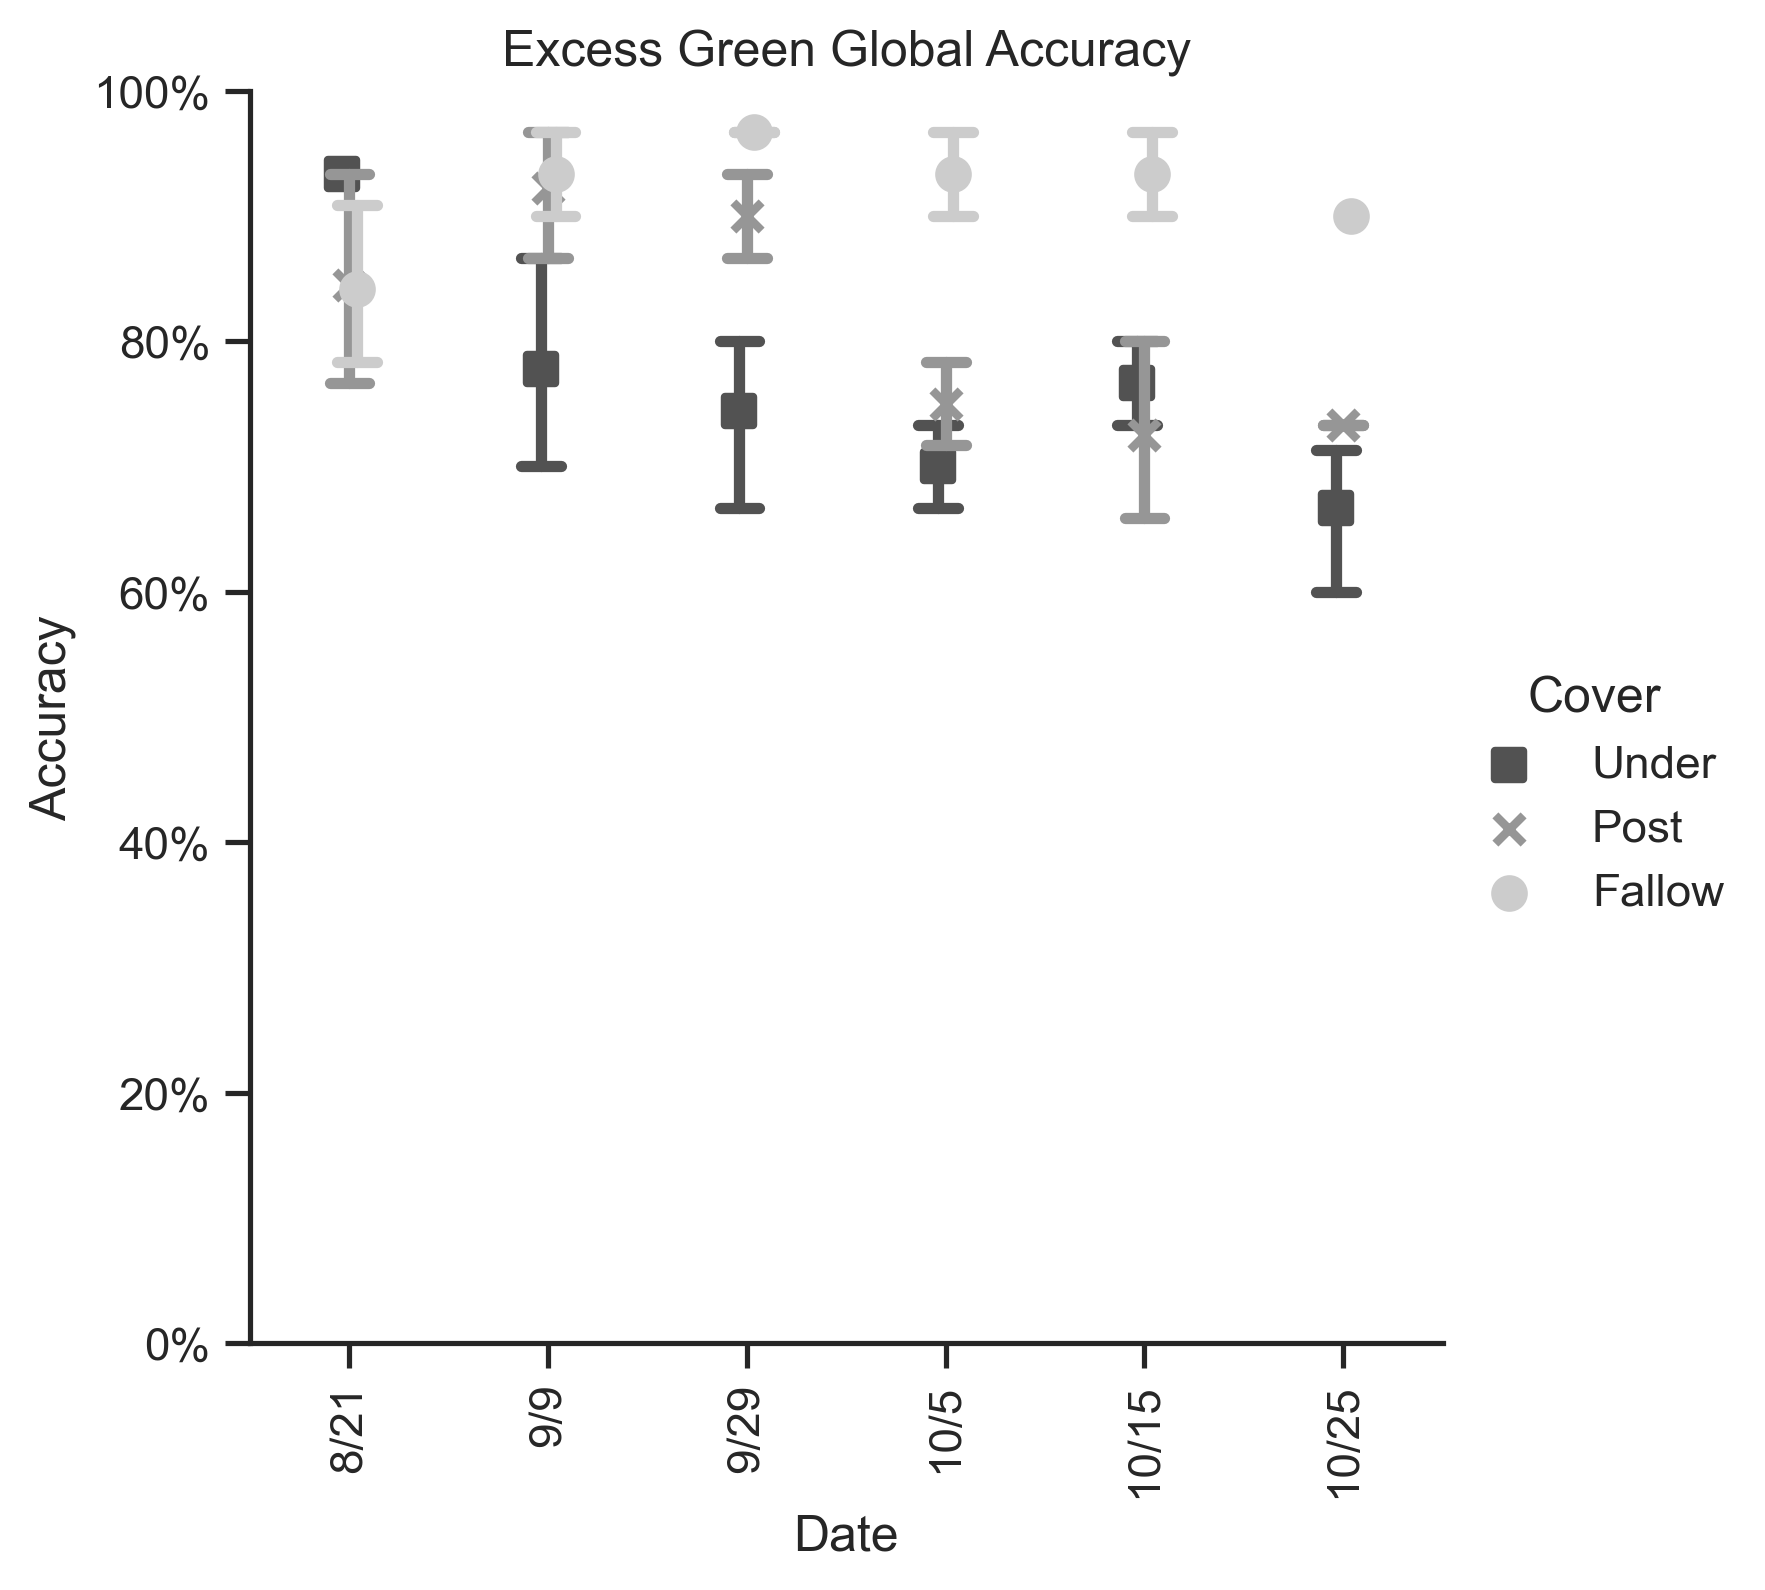 Excess Green Global Accuracy
100%
80%
60%
40%
20%
0%
Accuracy
8/21
9/9
9/29
10/5
10/15
10/25
Date
Cover
Under
Post
Fallow